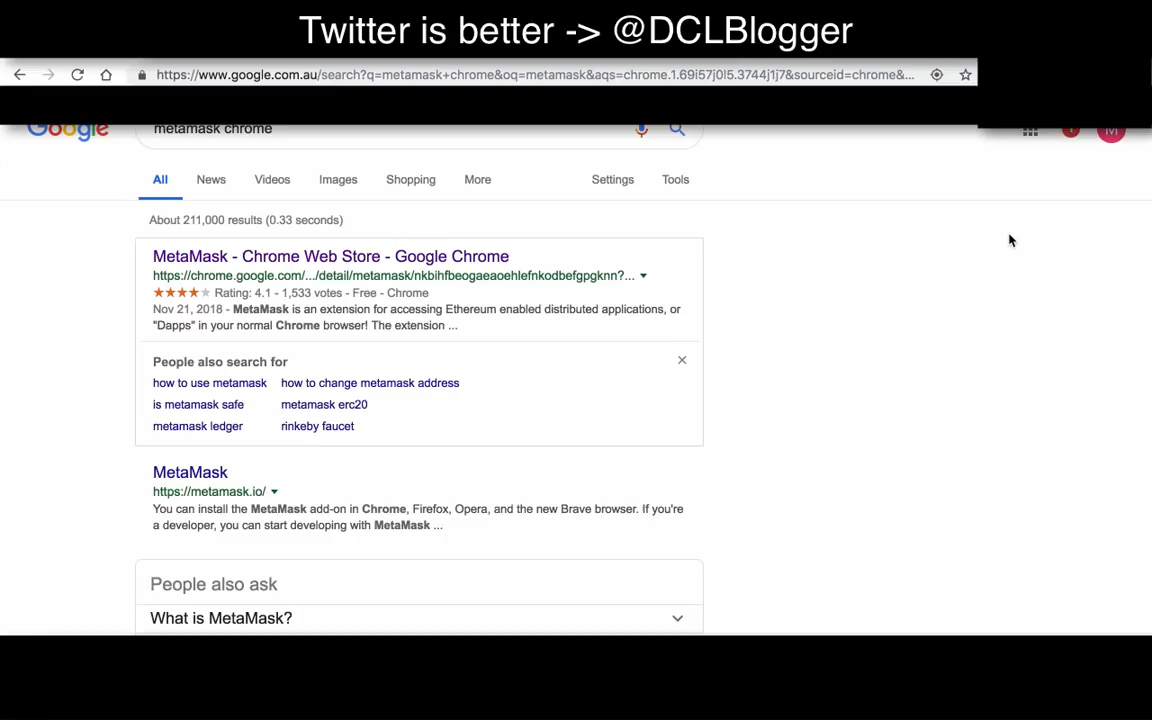 Twitter is better -> @DCLBlogger
https://www.google.com.au/search?q=metamask+chrome&oq=metamask&aqs=chrome.1.69i57j0l5.3744j1j7&sourceid=chrome&...
Google
metamask chrome
M
All News Videos Images Shopping More Settings Tools
About 211,000 results (0.33 seconds)
MetaMask - Chrome Web Store - Google Chrome
https://chrome.google.com/.../detail/metamask/nkbihfbeogaeaoehlefnkodbefgpgknn?...
Rating: 4.1 - 1,533 votes - Free - Chrome
Nov 21, 2018 - MetaMask is an extension for accessing Ethereum enabled distributed applications, or
"Dapps" in your normal Chrome browser! The extension ...
People also search for
how to use metamask how to change metamask address
is metamask safe metamask erc20
metamask ledger rinkeby faucet
MetaMask
https://metamask.io/
You can install the MetaMask add-on in Chrome, Firefox, Opera, and the new Brave browser. If you're
a developer, you can start developing with MetaMask ...
People also ask
What is MetaMask?